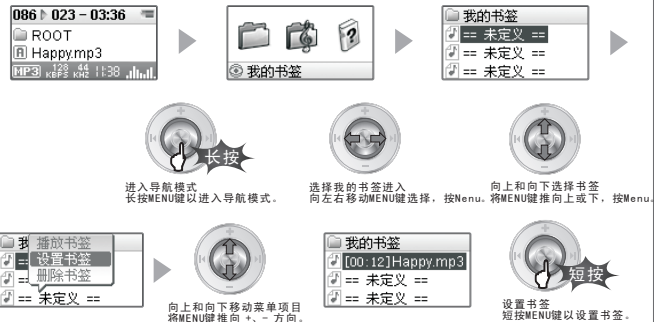 086 023 - 03:36
ROOT
A Happy.mp3
MP3 128 KBPS 44 KHZ 11:38
我的书签
我的书签
== 未定义 ==
== 未定义 ==
== 未定义 ==
长按
进入导航模式
长按MENU键以进入导航模式。
选择我的书签进入
向左右移动MENU键选择，按Nenu。
向上和向下选择书签
将MENU键推向上或下，按Menu。
播放书签
设置书签
删除书签
== 未定义 ==
向上和向下移动菜单项目
将MENU键推向 +、- 方向。
我的书签
[00:12]Happy.mp3
== 未定义 ==
== 未定义 ==
短按
设置书签
短按MENU键以设置书签。